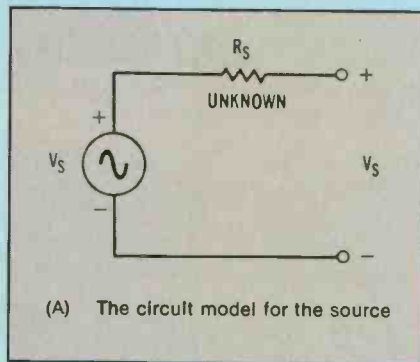 R_S
+
UNKNOWN
+
V_S
V_S
−
−
(A) The circuit model for the source